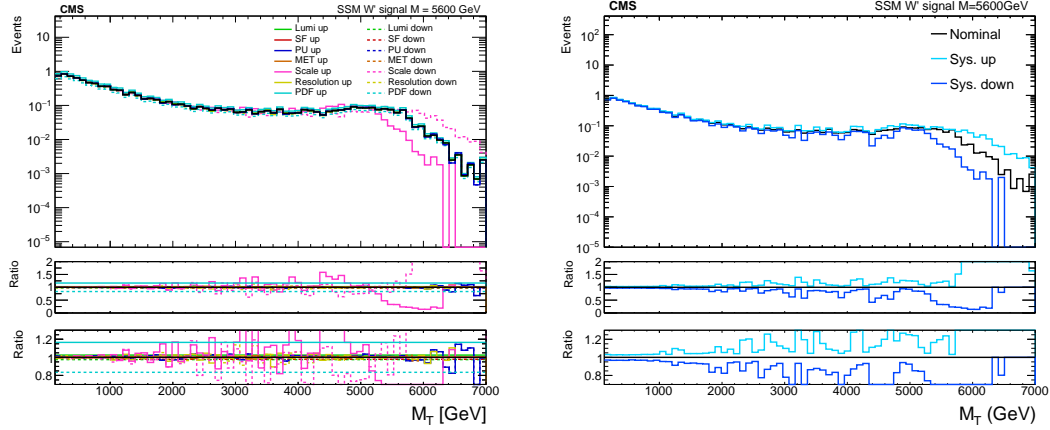 CMS
SSM W' signal M = 5600 GeV
Events
10
1
10⁻¹
10⁻²
10⁻³
10⁻⁴
10⁻⁵
Lumi up
SF up
PU up
MET up
Scale up
Resolution up
PDF up
Lumi down
SF down
PU down
MET down
Scale down
Resolution down
PDF down
Ratio
2
1.5
1
0.5
0
Ratio
1.2
1
0.8
1000 2000 3000 4000 5000 6000 7000
M_T [GeV]
CMS
SSM W' signal M=5600GeV
Events
10²
10
1
10⁻¹
10⁻²
10⁻³
10⁻⁴
10⁻⁵
Nominal
Sys. up
Sys. down
Ratio
2
1.5
1
0.5
0
Ratio
1.2
1
0.8
1000 2000 3000 4000 5000 6000 7000
M_T (GeV)